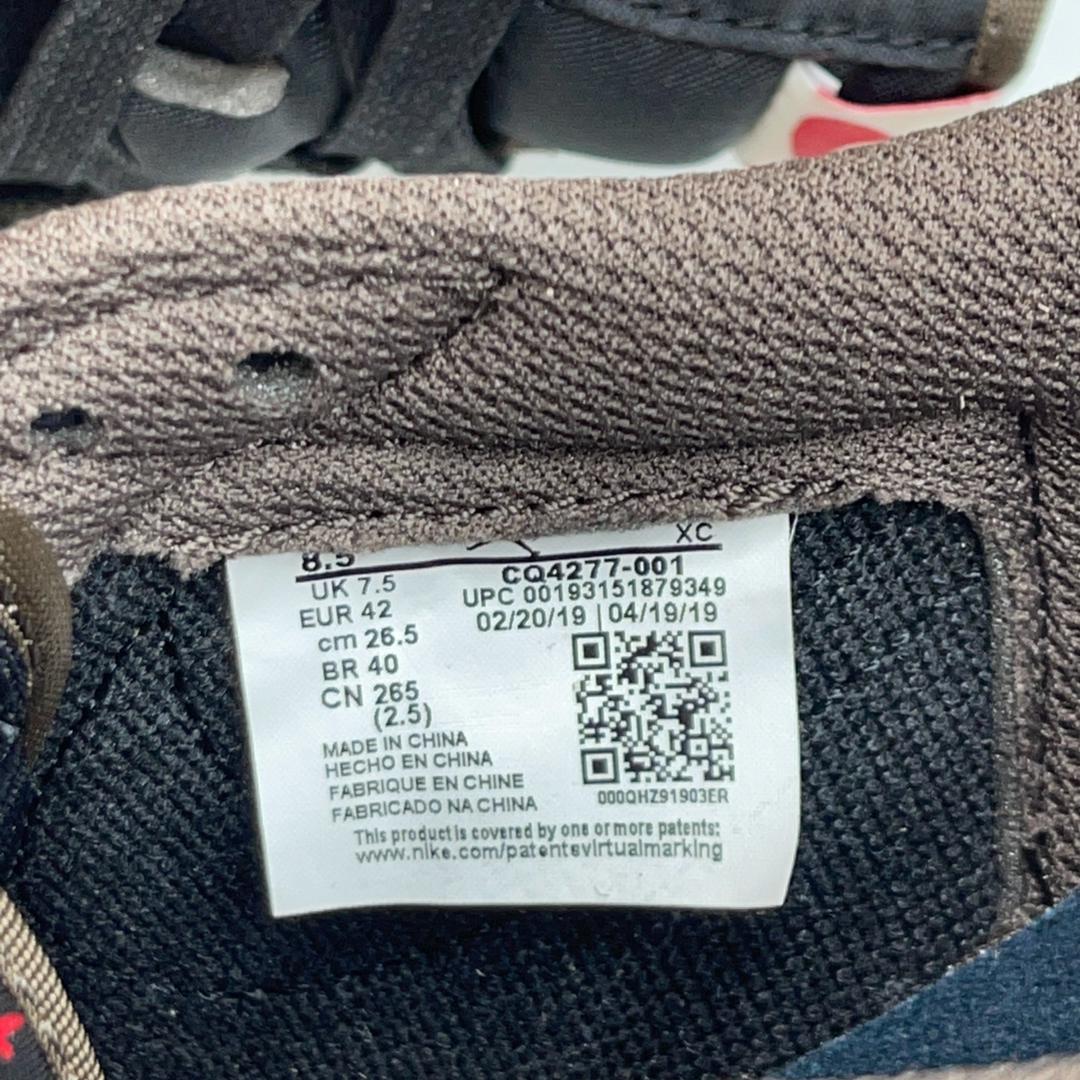 8.5 XC
UK 7.5 CQ4277-001
EUR 42 UPC 00193151879349
cm 26.5 02/20/19 | 04/19/19
BR 40
CN 265
(2.5)
MADE IN CHINA
HECHO EN CHINA
FABRIQUE EN CHINE
FABRICADO NA CHINA
000QHZ91903ER
This product is covered by one or more patents:
www.nike.com/patentsvirtualmarking